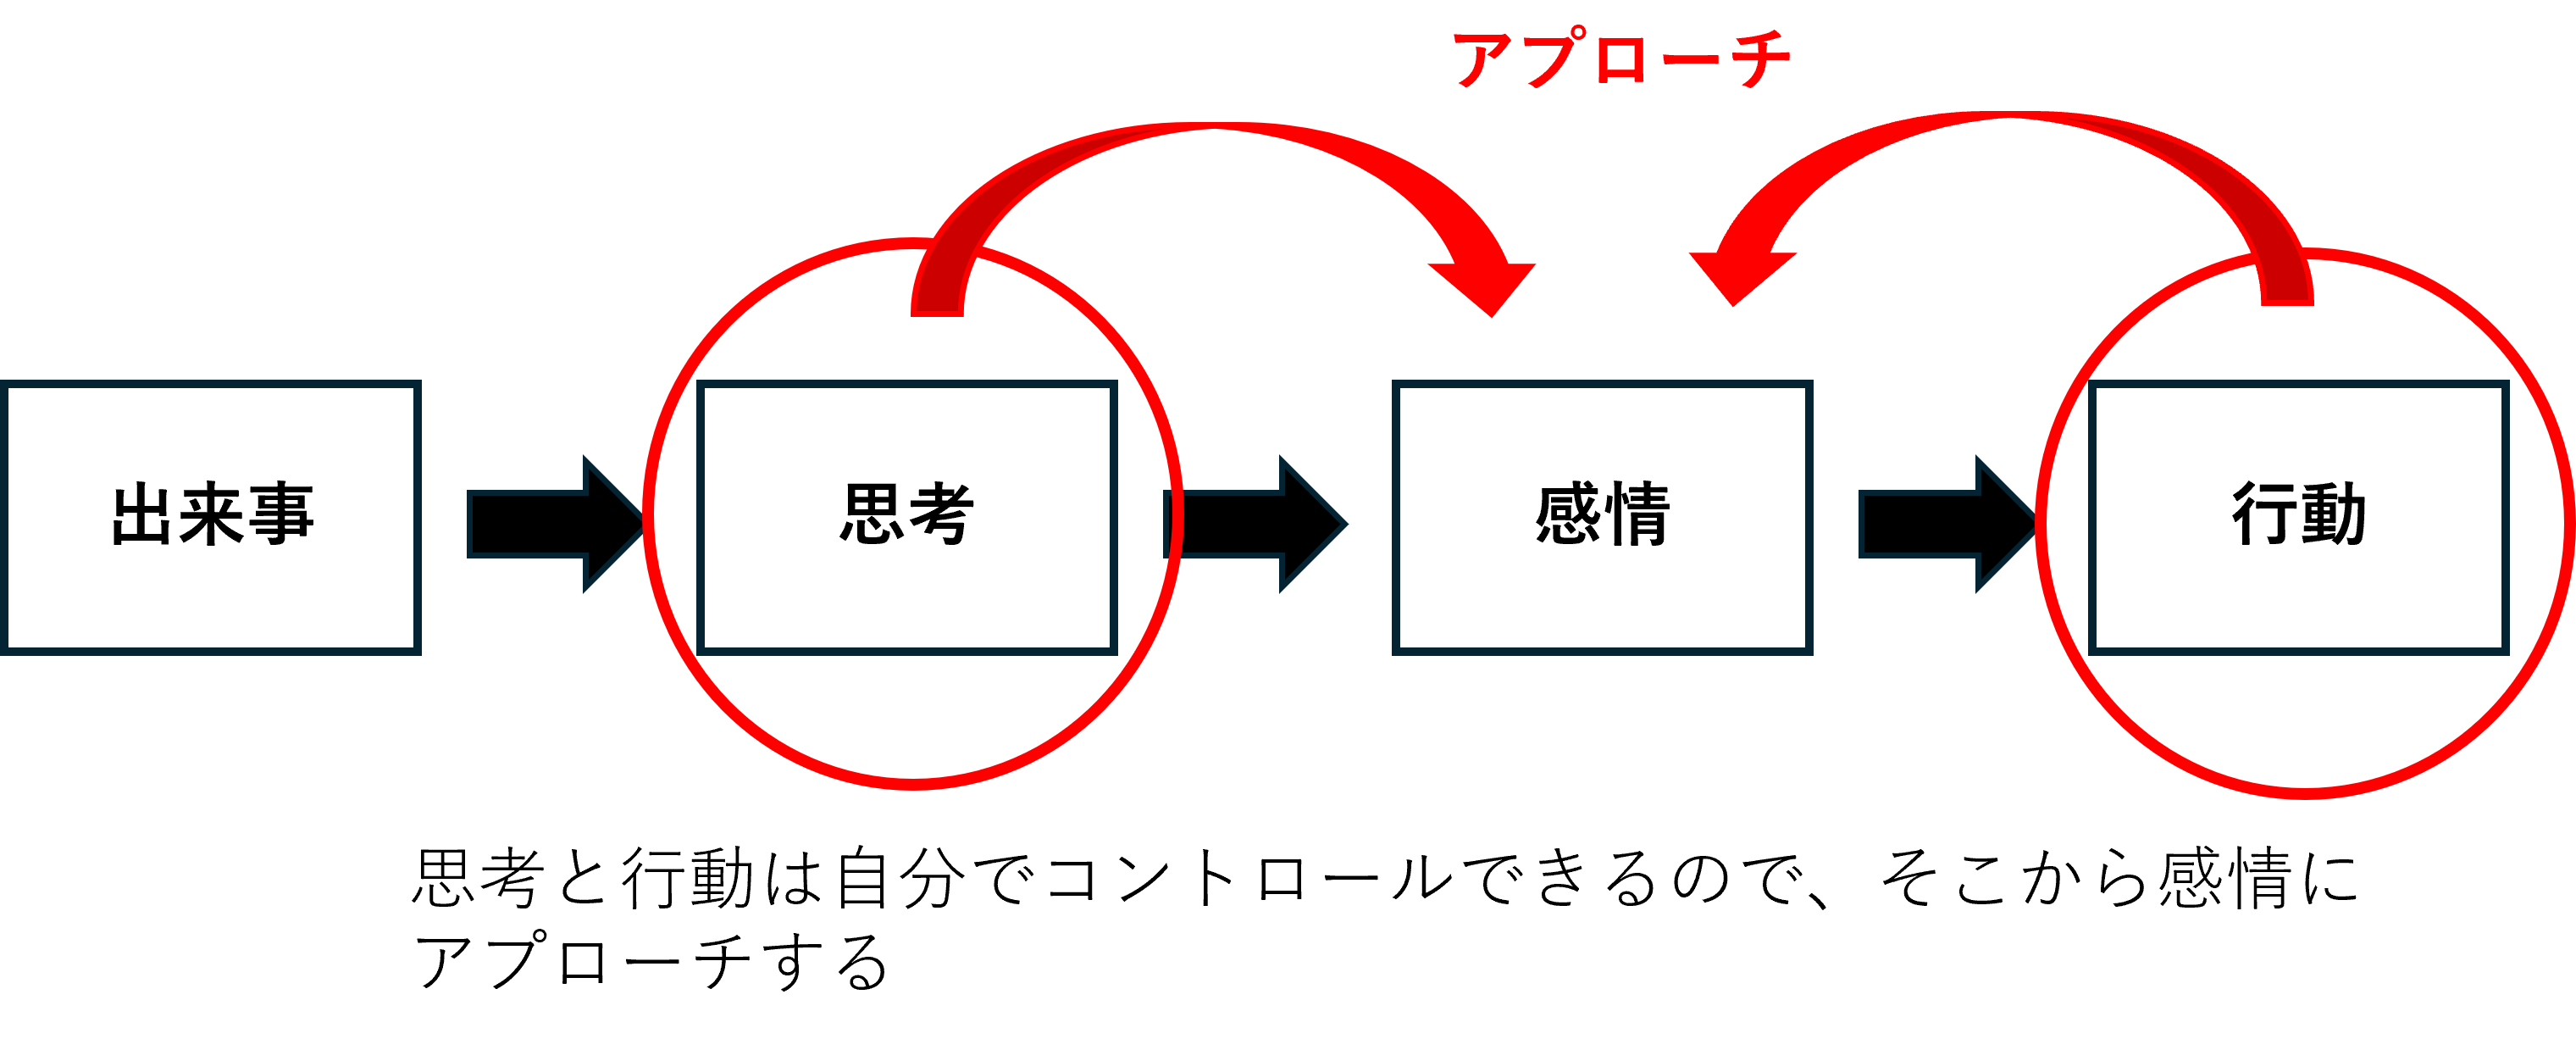 アプローチ
出来事
思考
感情
行動
思考と行動は自分でコントロールできるので、そこから感情に
アプローチする